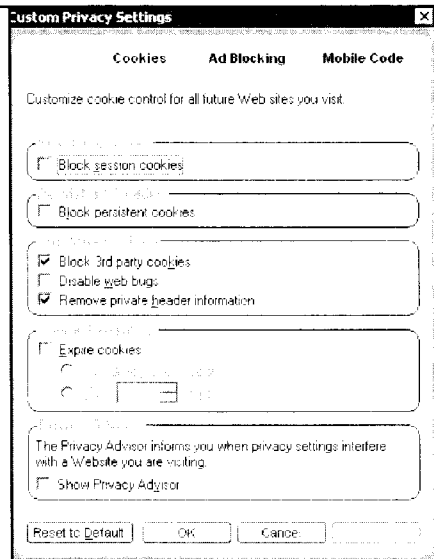 Custom Privacy Settings
Cookies Ad Blocking Mobile Code
Customize cookie control for all future Web sites you visit.
Block session cookies
Block persistent cookies
Block 3rd party cookies
Disable web bugs
Remove private header information
Expire cookies
The Privacy Advisor informs you when privacy settings interfere
with a Website you are visiting.
Show Privacy Advisor
Reset to Default OK Cancel